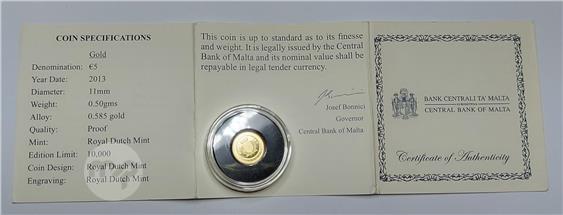 COIN SPECIFICATIONS
Gold
Denomination: €5
Year Date: 2013
Diameter: 11mm
Weight: 0.50gms
Alloy: 0.585 gold
Quality: Proof
Mint: Royal Dutch Mint
Edition Limit: 10,000
Coin Design: Royal Dutch Mint
Engraving: Royal Dutch Mint
This coin is up to standard as to its finesse
and weight. It is legally issued by the Central
Bank of Malta and its nominal value shall be
repayable in legal tender currency.
Josef Bonnici
Governor
Central Bank of Malta
BANK ĊENTRALI TA' MALTA
CENTRAL BANK OF MALTA
Certificate of Authenticity